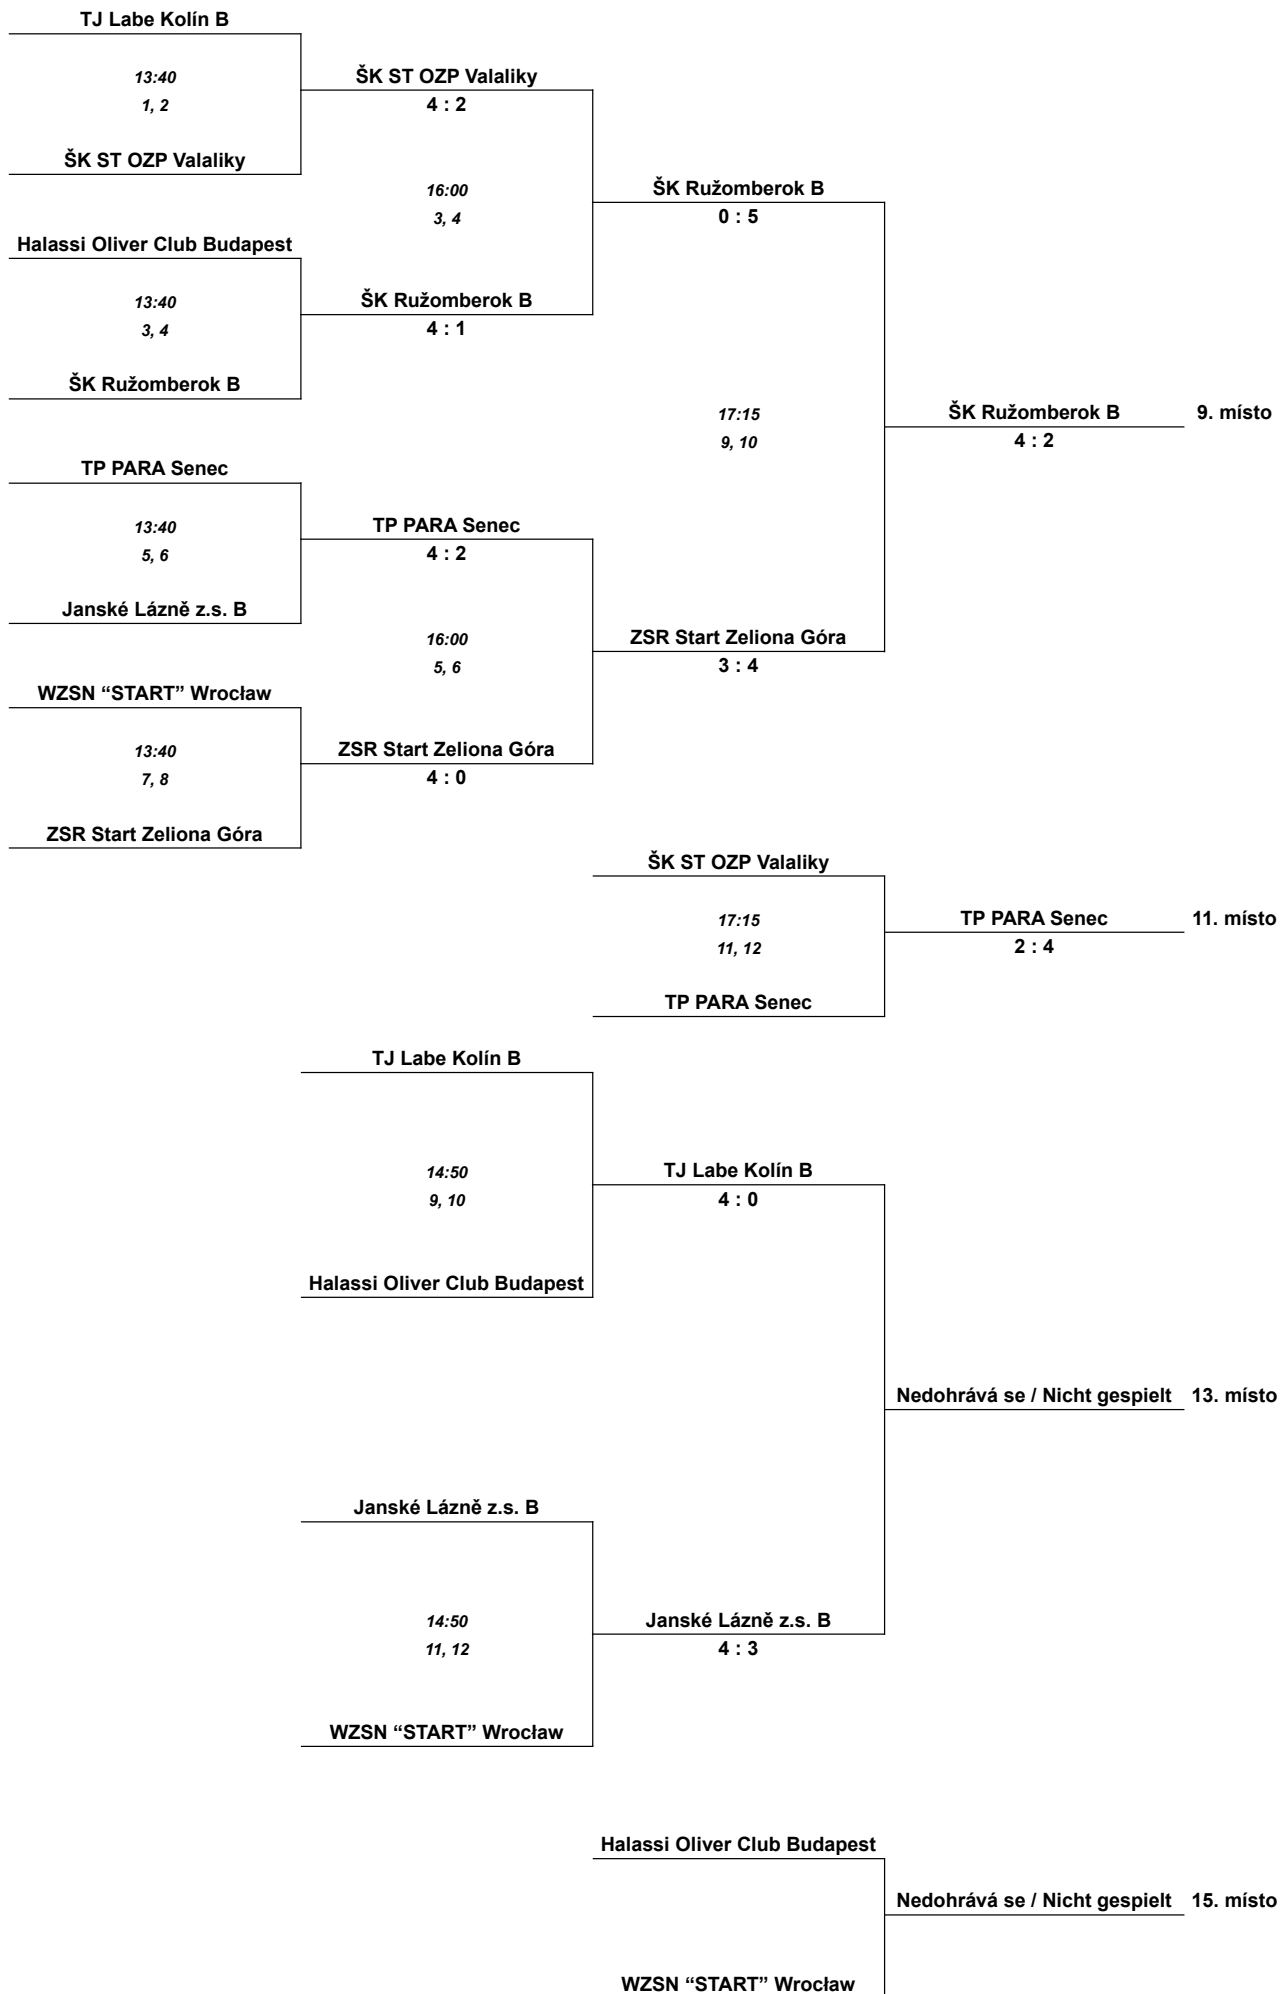 TJ Labe Kolín B
13:40
ŠK ST OZP Valaliky
1, 2
4 : 2
ŠK ST OZP Valaliky
16:00
ŠK Ružomberok B
3, 4
0 : 5
Halassi Oliver Club Budapest
13:40
ŠK Ružomberok B
3, 4
4 : 1
ŠK Ružomberok B
17:15
ŠK Ružomberok B
9. místo
9, 10
4 : 2
TP PARA Senec
13:40
TP PARA Senec
5, 6
4 : 2
Janské Lázně z.s. B
16:00
ZSR Start Zeliona Góra
5, 6
3 : 4
WZSN “START” Wrocław
13:40
ZSR Start Zeliona Góra
7, 8
4 : 0
ZSR Start Zeliona Góra
ŠK ST OZP Valaliky
17:15
TP PARA Senec
11. místo
11, 12
2 : 4
TP PARA Senec
TJ Labe Kolín B
14:50
TJ Labe Kolín B
9, 10
4 : 0
Halassi Oliver Club Budapest
Nedohrává se / Nicht gespielt
13. místo
Janské Lázně z.s. B
14:50
Janské Lázně z.s. B
11, 12
4 : 3
WZSN “START” Wrocław
Halassi Oliver Club Budapest
Nedohrává se / Nicht gespielt
15. místo
WZSN “START” Wrocław